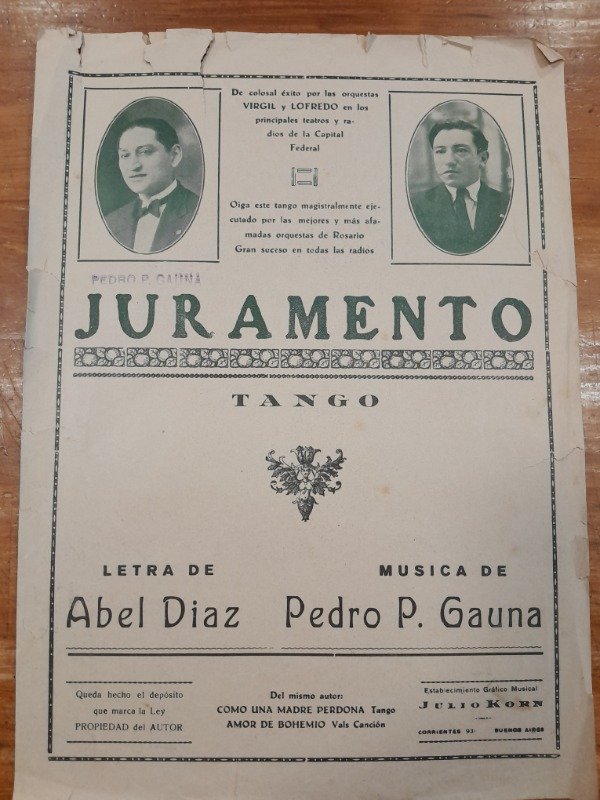 De colosal éxito por las orquestas
VIRGIL y LOFREDO en los
principales teatros y ra-
dios de la Capital
Federal
Oiga este tango magistralmente eje-
cutado por las mejores y más afa-
madas orquestas de Rosario
Gran suceso en todas las radios
PEDRO P. GAUNA
JURAMENTO
TANGO
LETRA DE
Abel Diaz
MUSICA DE
Pedro P. Gauna
Queda hecho el depósito
que marca la Ley
PROPIEDAD del AUTOR
Del mismo autor:
COMO UNA MADRE PERDONA Tango
AMOR DE BOHEMIO Vals Canción
Establecimiento Gráfico Musical
JULIO KORN
CORRIENTES BUENOS AIRES